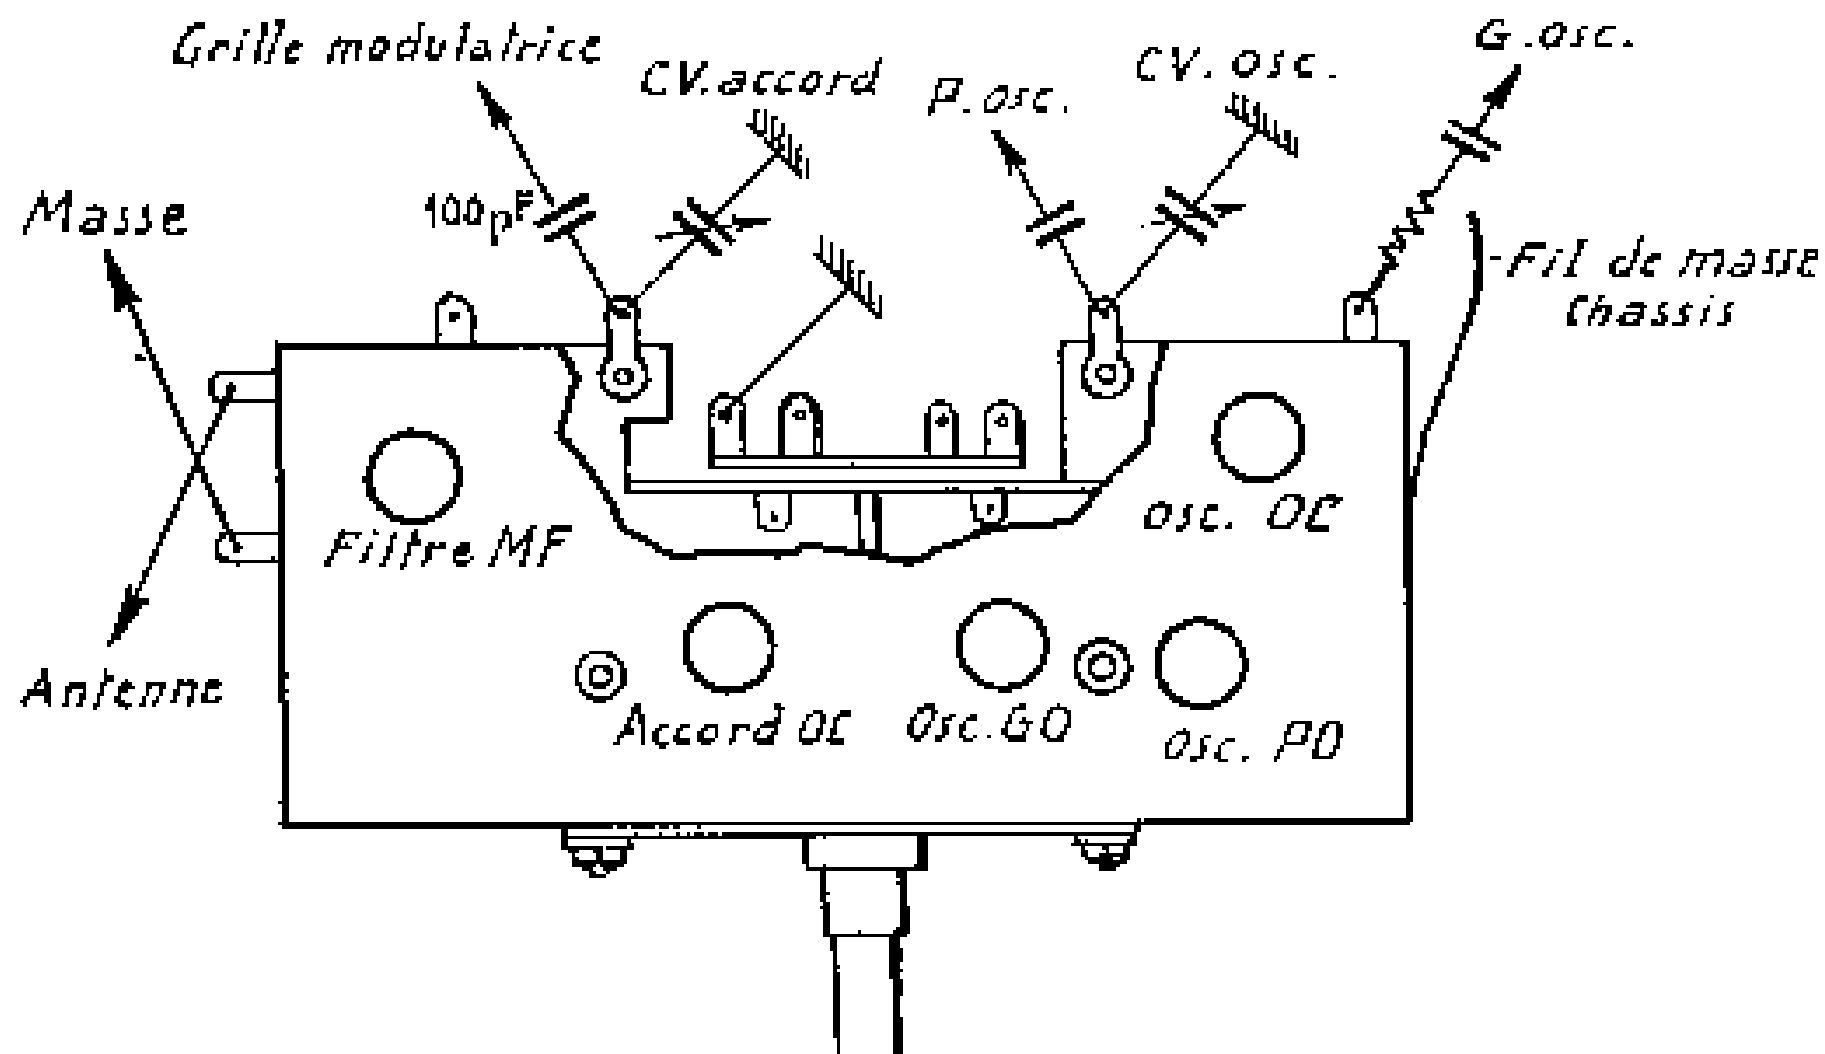 Grille modulatrice
CV. accord
P. osc.
CV. osc.
G. osc.
100pF
Masse
Fil de masse
Chassis
Filtre MF
osc. OC
Antenne
Accord OC
Osc. GO
osc. PO